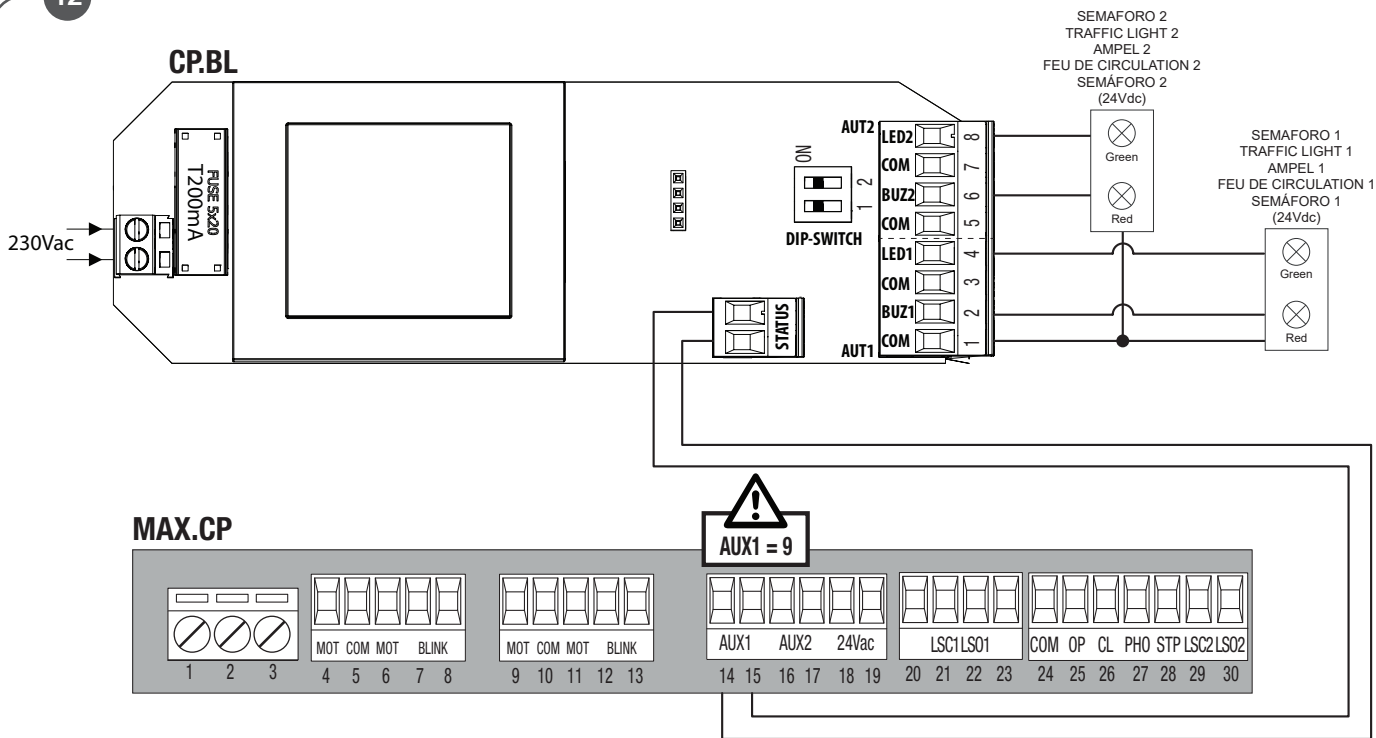 12
SEMAFORO 2
TRAFFIC LIGHT 2
AMPEL 2
FEU DE CIRCULATION 2
SEMÁFORO 2
(24Vdc)
CP.BL
SEMAFORO 1
TRAFFIC LIGHT 1
AMPEL 1
FEU DE CIRCULATION 1
SEMÁFORO 1
(24Vdc)
Green
Red
Green
Red
230Vac
FUSE 5x20
T200mA
ON
1 2
DIP-SWITCH
AUT2
LED2 8
COM 7
BUZ2 6
COM 5
LED1 4
COM 3
BUZ1 2
COM 1
AUT1
STATUS
MAX.CP
!
AUX1 = 9
MOT COM MOT BLINK
MOT COM MOT BLINK
AUX1 AUX2 24Vac
LSC1 LSO1
COM OP CL PHO STP LSC2 LSO2
1 2 3 4 5 6 7 8 9 10 11 12 13 14 15 16 17 18 19 20 21 22 23 24 25 26 27 28 29 30